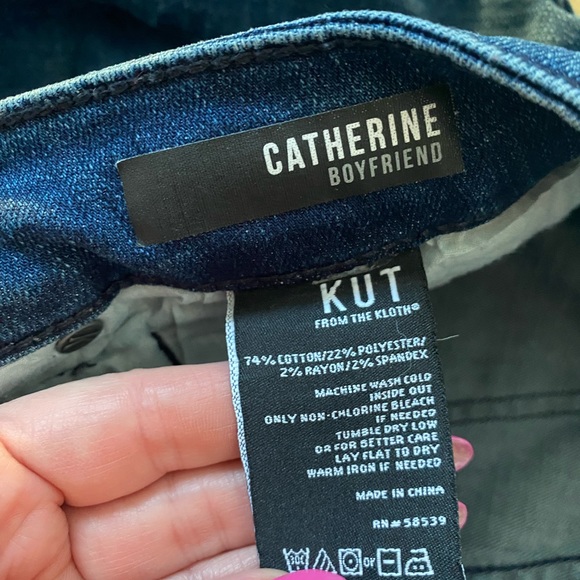 CATHERINE
BOYFRIEND
KUT
FROM THE KLOTH®
74% COTTON/22% POLYESTER/
2% RAYON/2% SPANDEX
MACHINE WASH COLD
INSIDE OUT
ONLY NON-CHLORINE BLEACH
IF NEEDED
TUMBLE DRY LOW
OR FOR BETTER CARE
LAY FLAT TO DRY
WARM IRON IF NEEDED
MADE IN CHINA
RN# 58539
OR